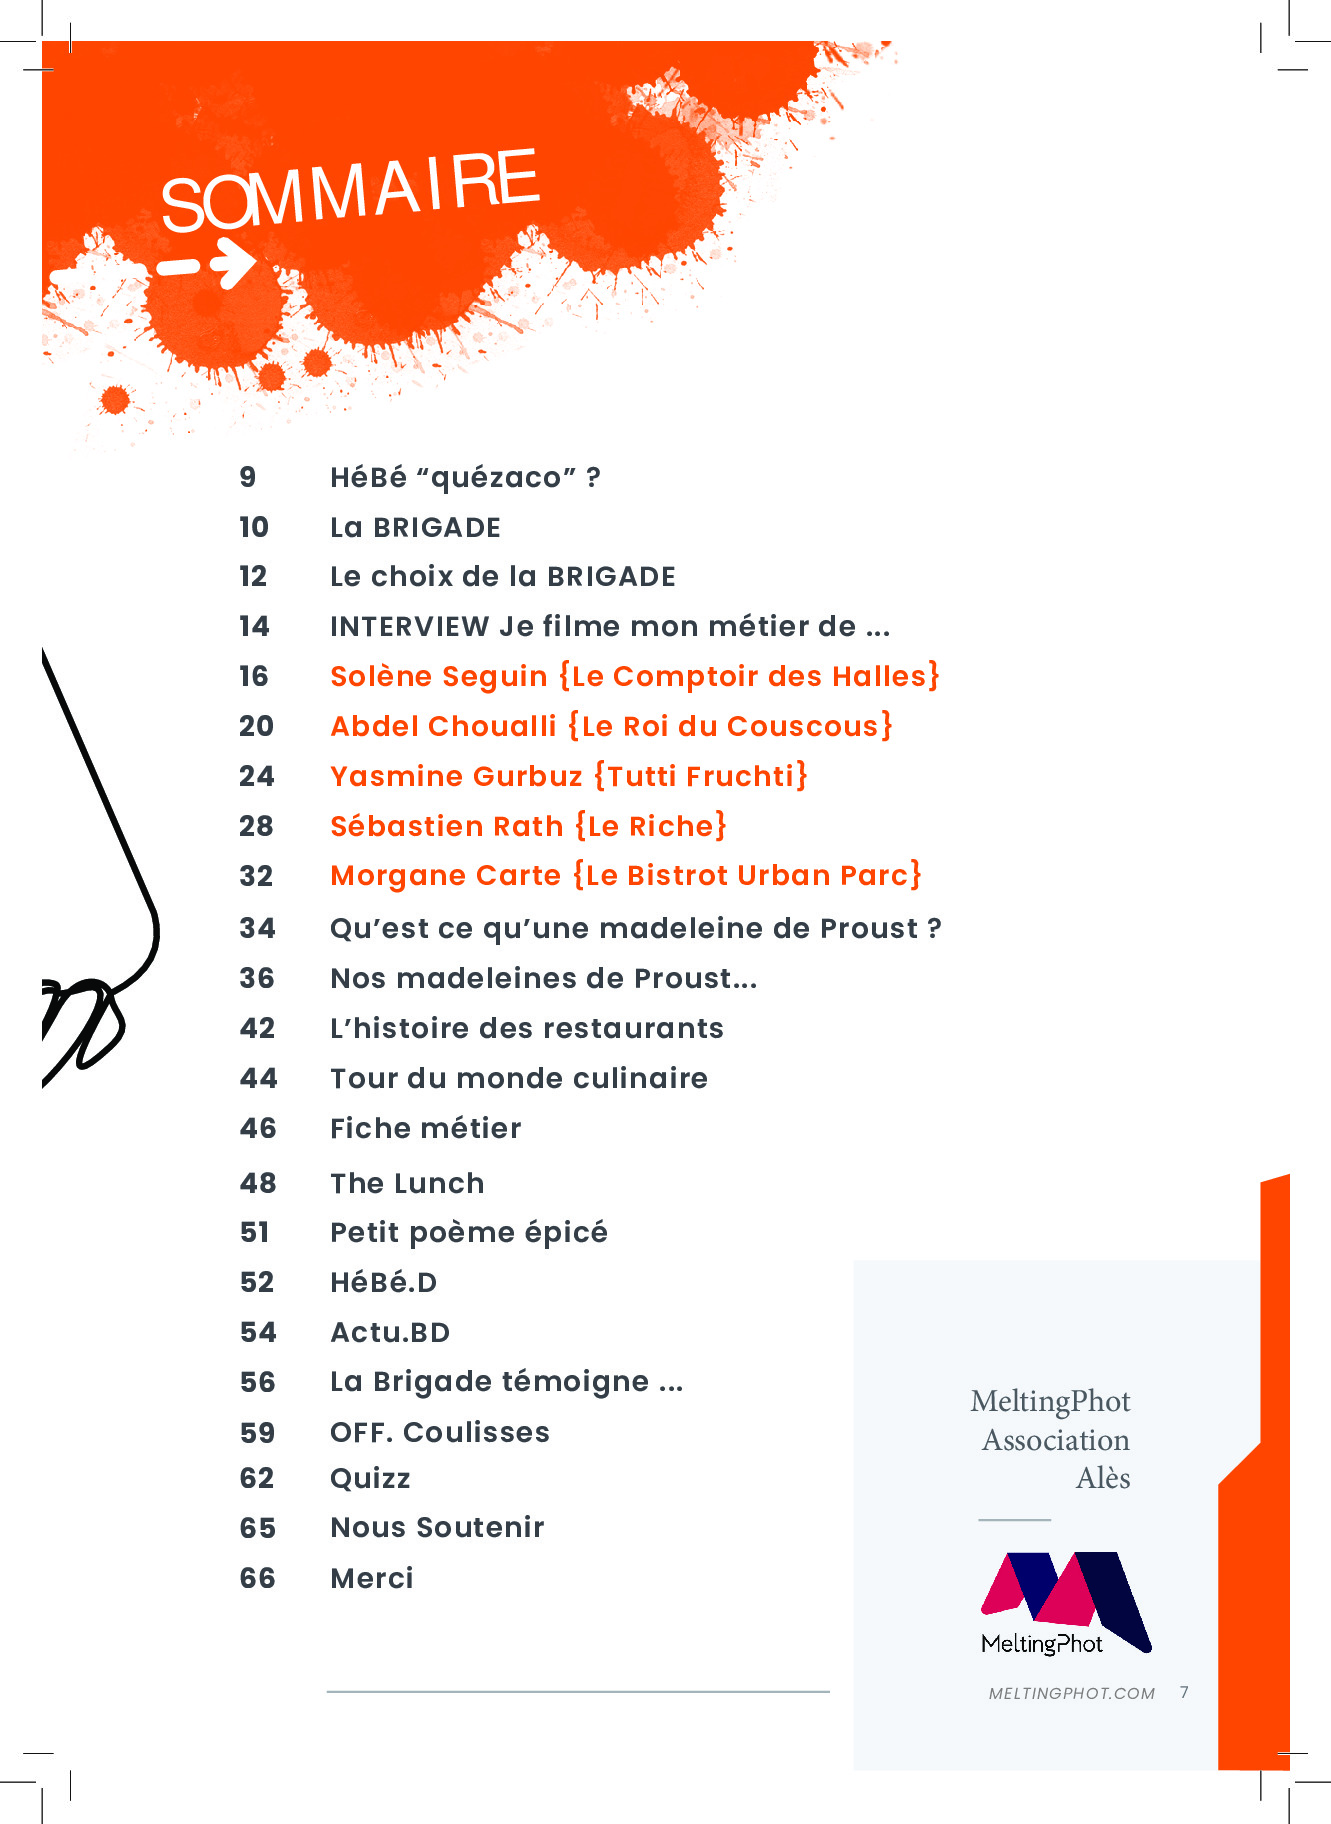 SOMMAIRE
9 HéBé “quézaco” ?
10 La BRIGADE
12 Le choix de la BRIGADE
14 INTERVIEW Je filme mon métier de ...
16 Solène Seguin {Le Comptoir des Halles}
20 Abdel Choualli {Le Roi du Couscous}
24 Yasmine Gurbuz {Tutti Fruchti}
28 Sébastien Rath {Le Riche}
32 Morgane Carte {Le Bistrot Urban Parc}
34 Qu’est ce qu’une madeleine de Proust ?
36 Nos madeleines de Proust...
42 L’histoire des restaurants
44 Tour du monde culinaire
46 Fiche métier
48 The Lunch
51 Petit poème épicé
52 HéBé.D
54 Actu.BD
56 La Brigade témoigne ...
59 OFF. Coulisses
62 Quizz
65 Nous Soutenir
66 Merci
MeltingPhot
Association
Alès
MeltingPhot
MELTINGPHOT.COM 7